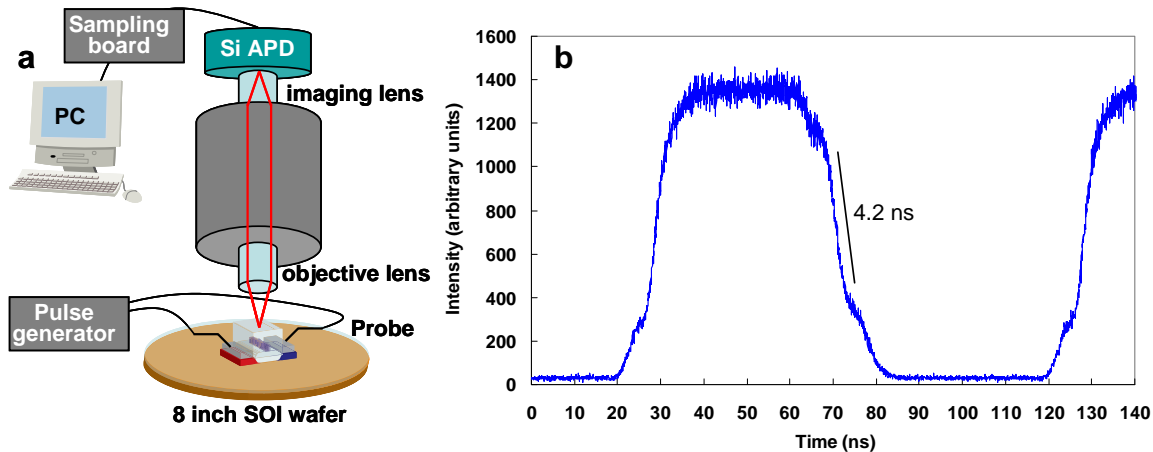 a
Sampling
board
Si APD
imaging lens
PC
objective lens
Pulse
generator
Probe
8 inch SOI wafer
b
Intensity (arbitrary units)
1600
1400
1200
1000
800
600
400
200
0
4.2 ns
0 10 20 30 40 50 60 70 80 90 100 110 120 130 140
Time (ns)